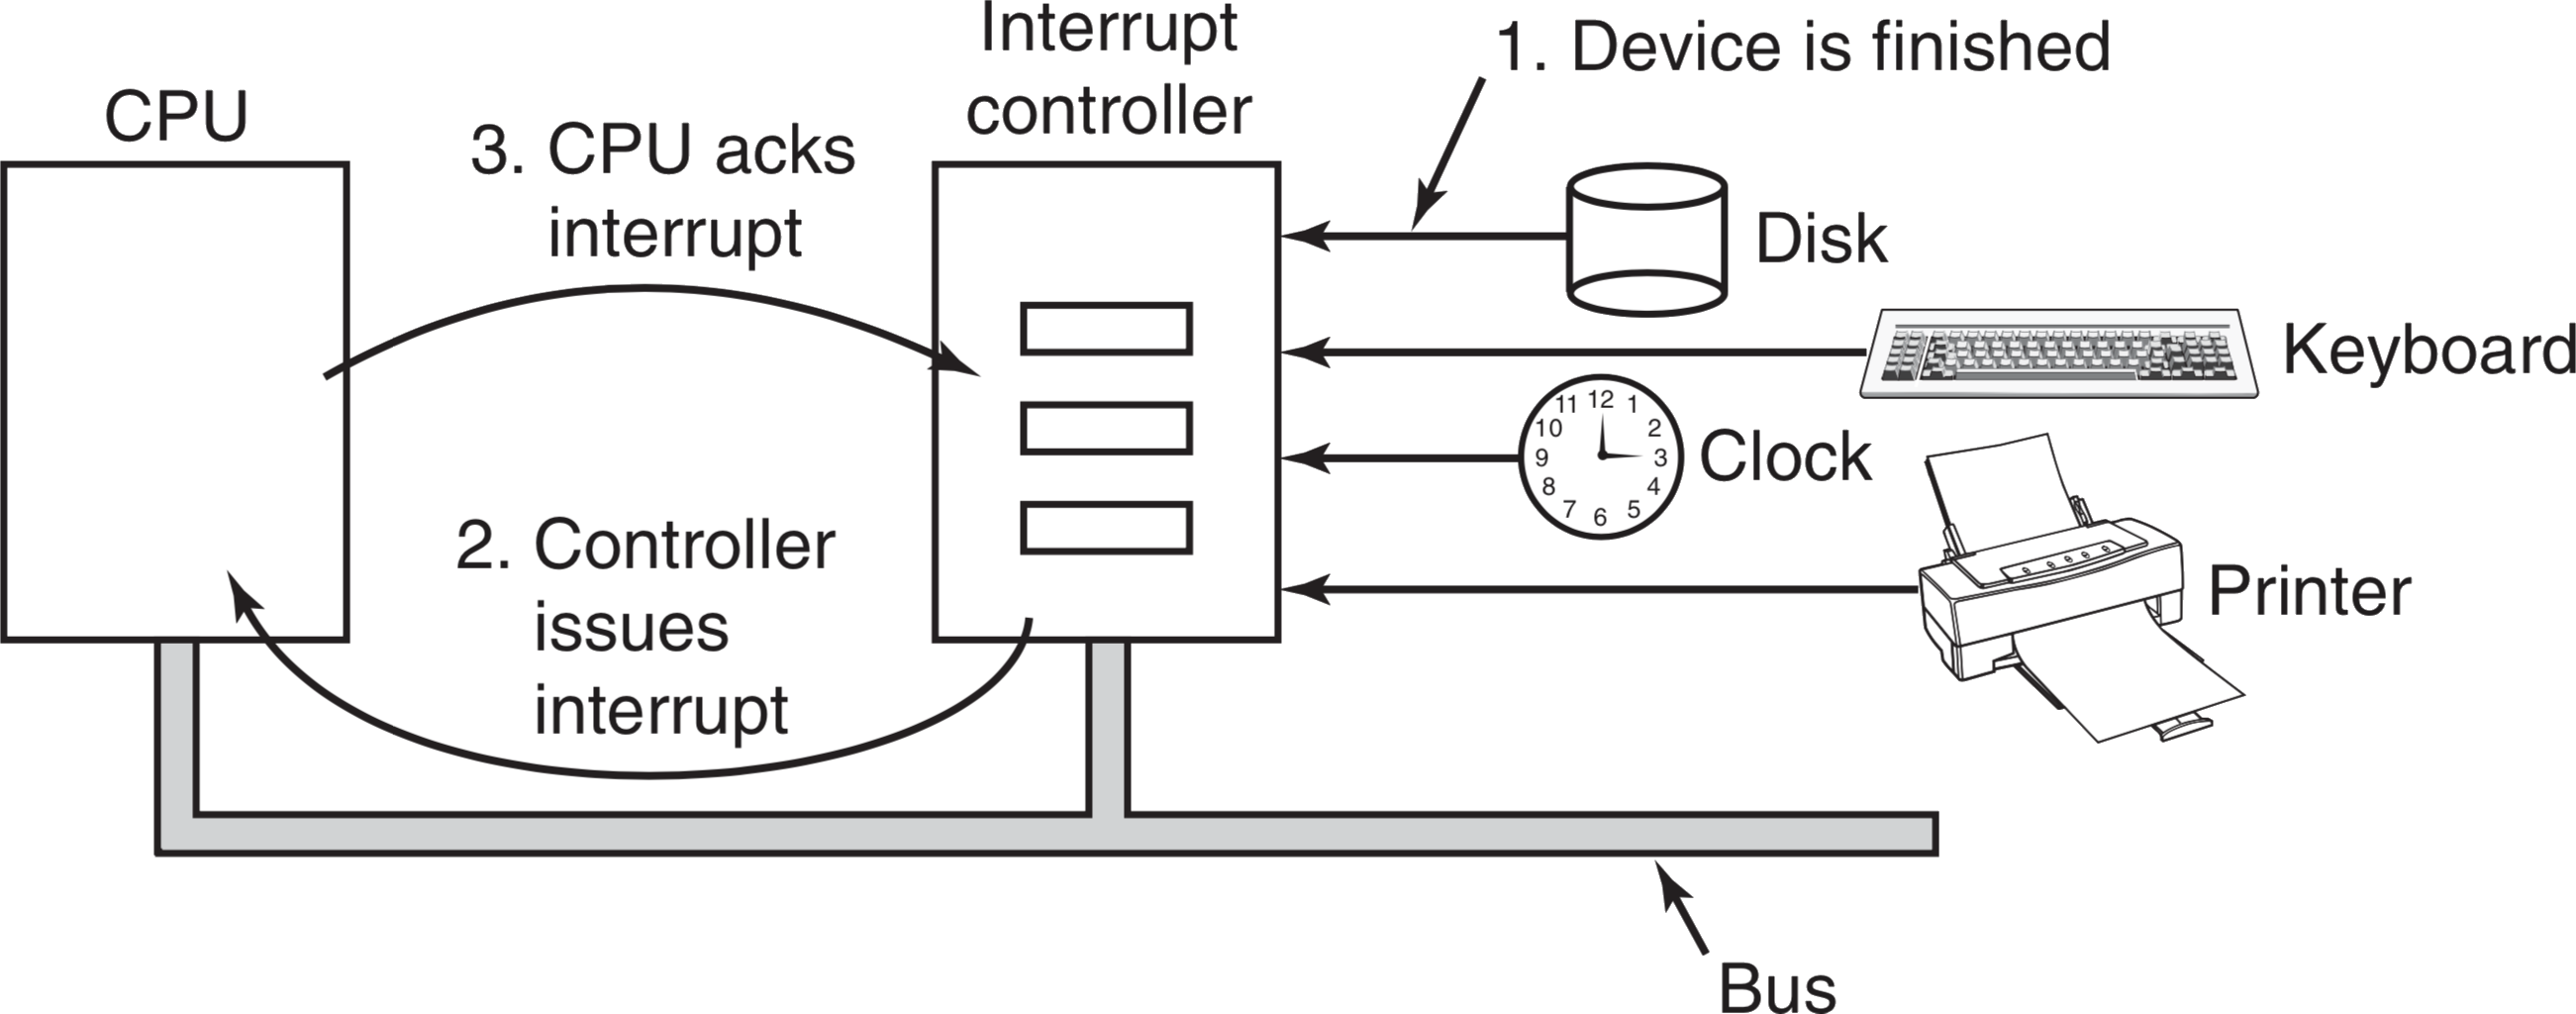 Interrupt
controller
1. Device is finished
CPU
3. CPU acks
interrupt
Disk
Keyboard
11 12 1
10 2
9 3
8 4
7 6 5
Clock
2. Controller
issues
interrupt
Printer
Bus